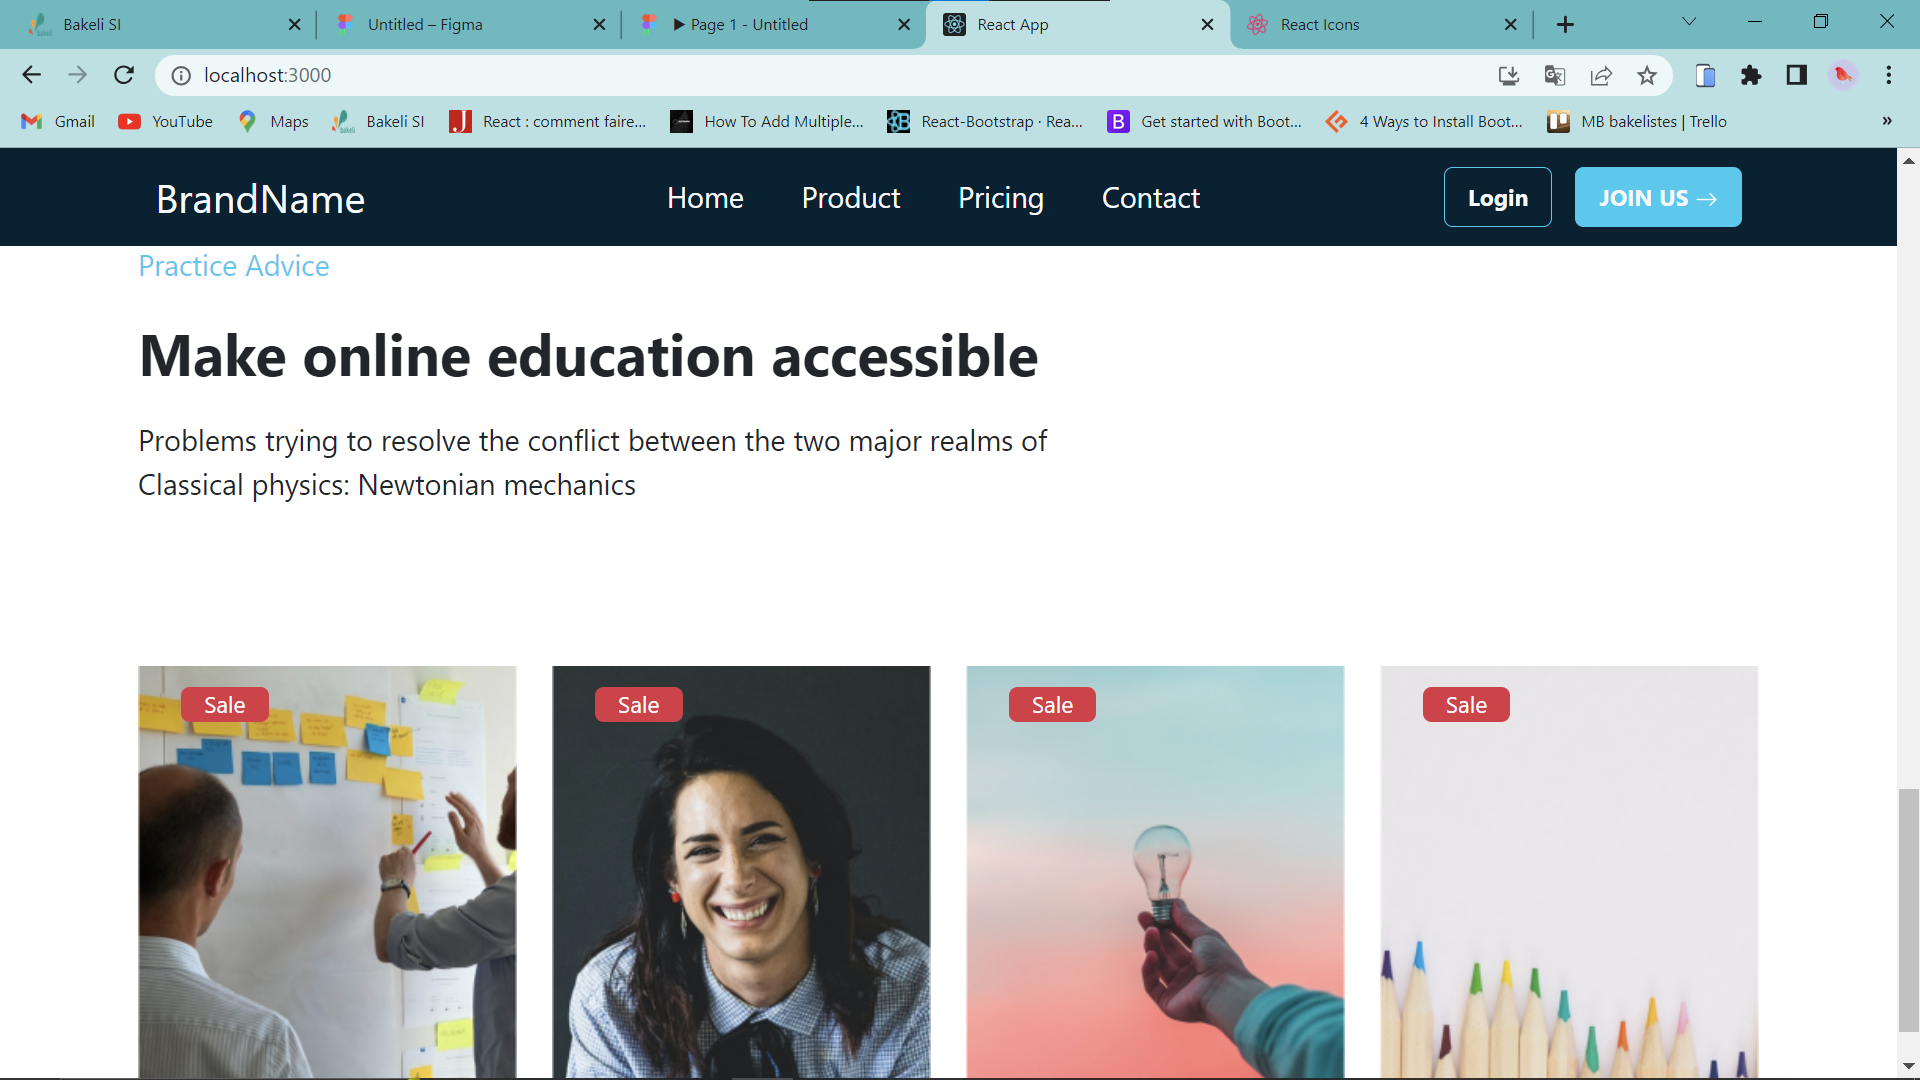 Bakeli SI
Untitled – Figma
▶ Page 1 - Untitled
React App
React Icons
localhost:3000
Gmail
YouTube
Maps
Bakeli SI
React : comment faire...
How To Add Multiple...
React-Bootstrap · Rea...
Get started with Boot...
4 Ways to Install Boot...
MB bakelistes | Trello
»
BrandName
Home
Product
Pricing
Contact
Login
JOIN US →
Practice Advice
Make online education accessible
Problems trying to resolve the conflict between the two major realms of
Classical physics: Newtonian mechanics
Sale
Sale
Sale
Sale